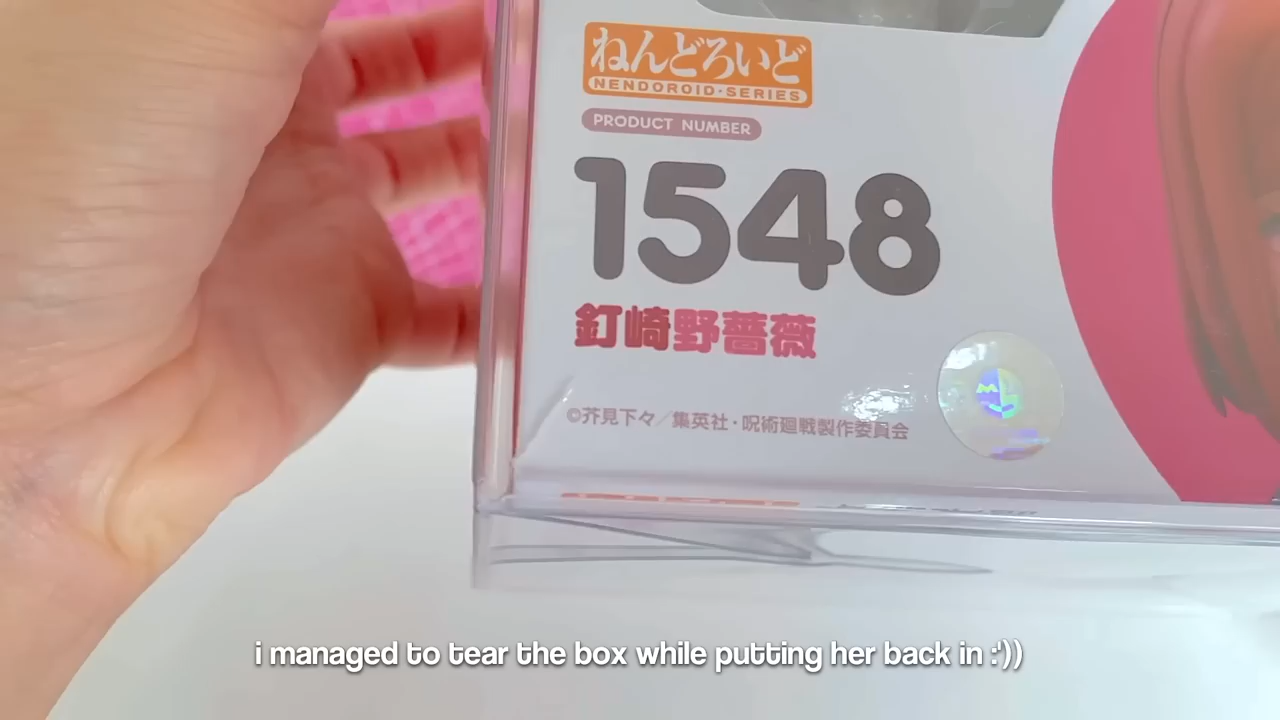 ねんどろいど
NENDOROID·SERIES
PRODUCT NUMBER
1548
釘崎野薔薇
©芥見下々／集英社・呪術廻戦製作委員会
i managed to tear the box while putting her back in :'))